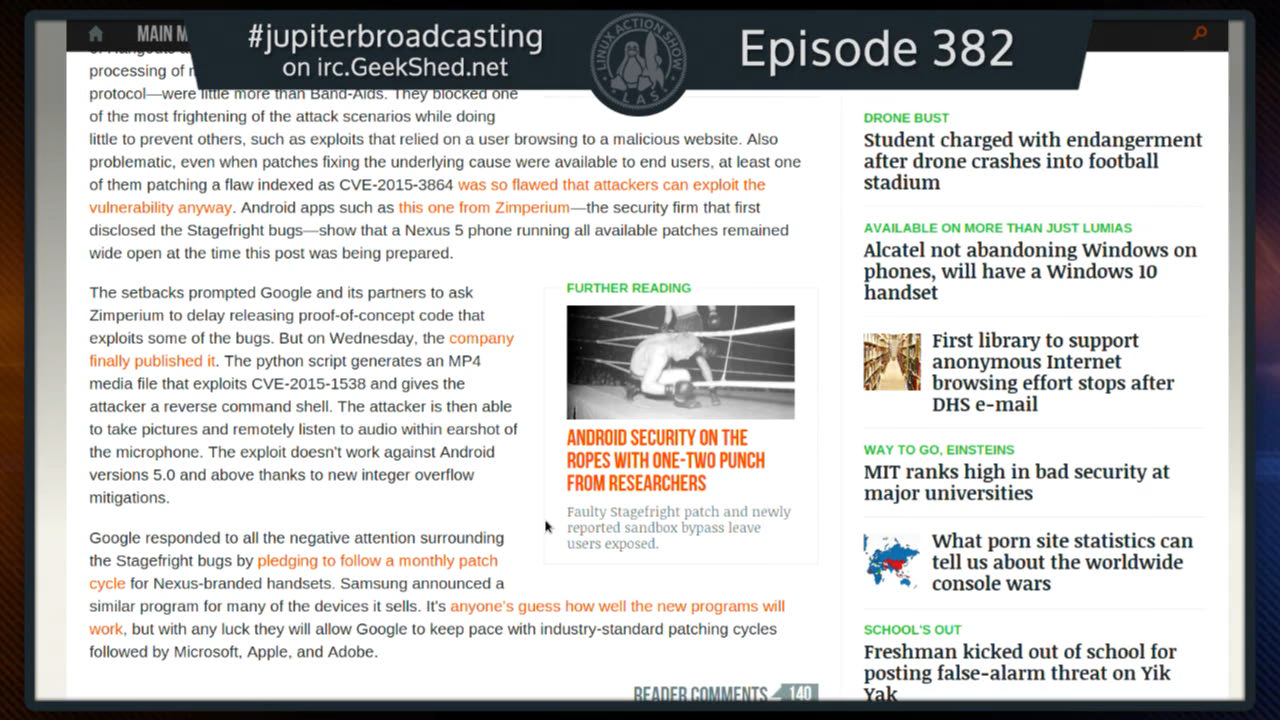 #jupiterbroadcasting
on irc.GeekShed.net
LINUX ACTION SHOW
L.A.S.
Episode 382
MAIN M
processing of
protocol—were little more than Band-Aids. They blocked one
of the most frightening of the attack scenarios while doing
little to prevent others, such as exploits that relied on a user browsing to a malicious website. Also
problematic, even when patches fixing the underlying cause were available to end users, at least one
of them patching a flaw indexed as CVE-2015-3864 was so flawed that attackers can exploit the
vulnerability anyway. Android apps such as this one from Zimperium—the security firm that first
disclosed the Stagefright bugs—show that a Nexus 5 phone running all available patches remained
wide open at the time this post was being prepared.
The setbacks prompted Google and its partners to ask
Zimperium to delay releasing proof-of-concept code that
exploits some of the bugs. But on Wednesday, the company
finally published it. The python script generates an MP4
media file that exploits CVE-2015-1538 and gives the
attacker a reverse command shell. The attacker is then able
to take pictures and remotely listen to audio within earshot of
the microphone. The exploit doesn't work against Android
versions 5.0 and above thanks to new integer overflow
mitigations.
FURTHER READING
ANDROID SECURITY ON THE
ROPES WITH ONE-TWO PUNCH
FROM RESEARCHERS
Faulty Stagefright patch and newly
reported sandbox bypass leave
users exposed.
Google responded to all the negative attention surrounding
the Stagefright bugs by pledging to follow a monthly patch
cycle for Nexus-branded handsets. Samsung announced a
similar program for many of the devices it sells. It's anyone's guess how well the new programs will
work, but with any luck they will allow Google to keep pace with industry-standard patching cycles
followed by Microsoft, Apple, and Adobe.
READER COMMENTS 140
DRONE BUST
Student charged with endangerment
after drone crashes into football
stadium
AVAILABLE ON MORE THAN JUST LUMIAS
Alcatel not abandoning Windows on
phones, will have a Windows 10
handset
First library to support
anonymous Internet
browsing effort stops after
DHS e-mail
WAY TO GO, EINSTEINS
MIT ranks high in bad security at
major universities
What porn site statistics can
tell us about the worldwide
console wars
SCHOOL'S OUT
Freshman kicked out of school for
posting false-alarm threat on Yik
Yak